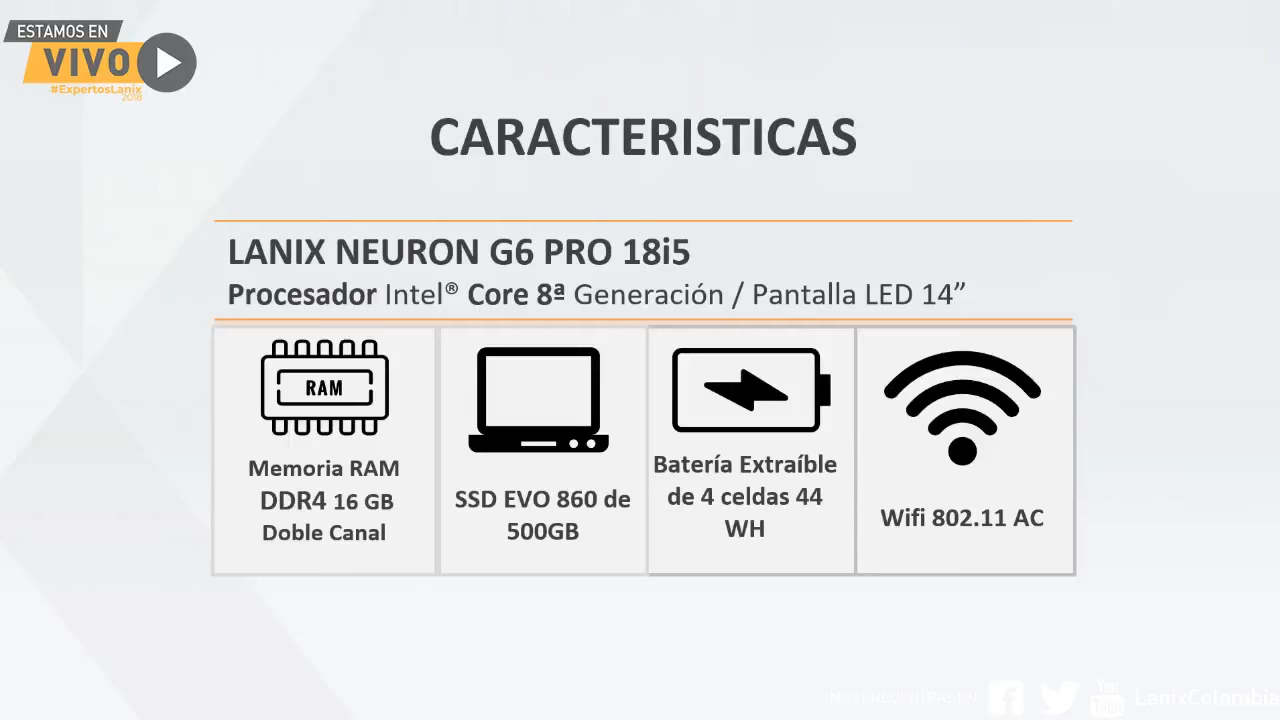 ESTAMOS EN
VIVO
#ExpertosLanix
2018
CARACTERISTICAS
LANIX NEURON G6 PRO 18i5
Procesador Intel® Core 8ª Generación / Pantalla LED 14”
RAM
Memoria RAM
DDR4 16 GB
Doble Canal
SSD EVO 860 de
500GB
Batería Extraíble
de 4 celdas 44
WH
Wifi 802.11 AC
You
Tube
LanixColombia